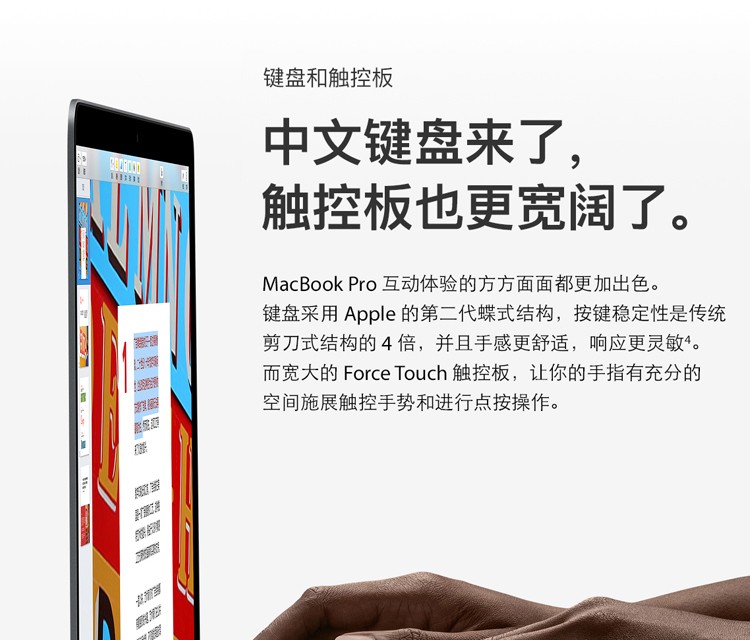 键盘和触控板
中文键盘来了，
触控板也更宽阔了。
MacBook Pro 互动体验的方方面面都更加出色。
键盘采用 Apple 的第二代蝶式结构，按键稳定性是传统
剪刀式结构的 4 倍，并且手感更舒适，响应更灵敏⁴。
而宽大的 Force Touch 触控板，让你的手指有充分的
空间施展触控手势和进行点按操作。